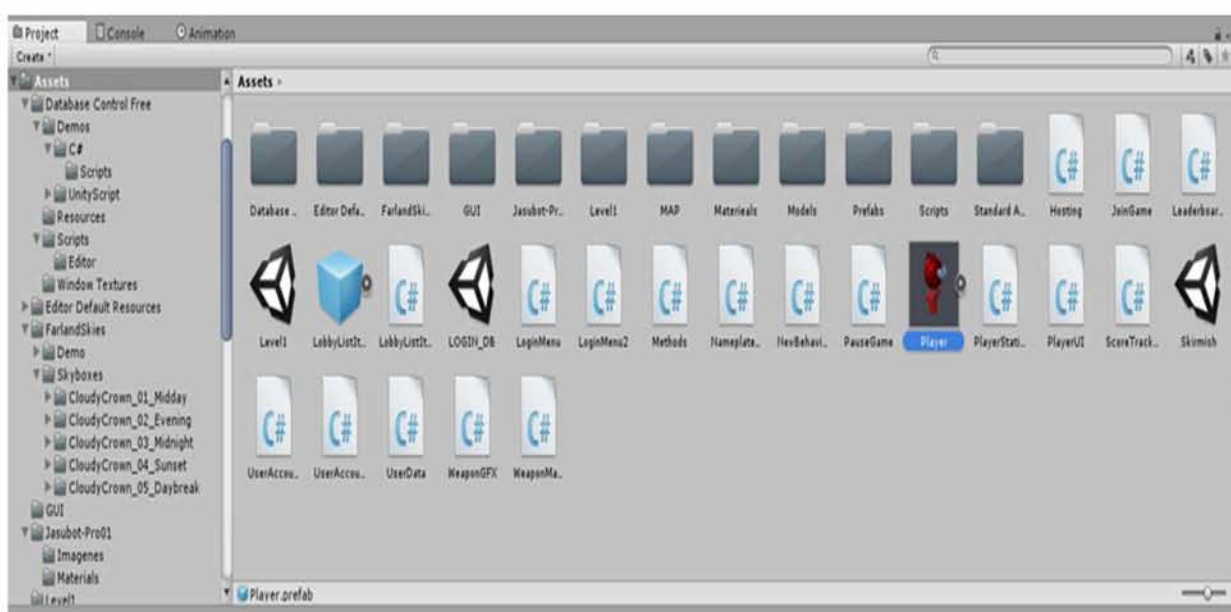 Project Console Animation
Create
Assets
Database Control Free
Demos
C#
Scripts
UnityScript
Resources
Scripts
Editor
Window Textures
Editor Default Resources
FarlandSkies
Demo
Skyboxes
CloudyCrown_01_Midday
CloudyCrown_02_Evening
CloudyCrown_03_Midnight
CloudyCrown_04_Sunset
CloudyCrown_05_Daybreak
GUI
Jasubot-Pro01
Imagenes
Materials
Level1
Assets
C# C# C#
Database ... Editor Defa... FarlandSki... GUI Jasubot-Pr... Level1 MAP Materieals Models Prefabs Scripts Standard A... Hosting JoinGame Leaderboar...
C# C# C# C# C# C# C# C# C# C#
Level1 LobbyListIt... LobbyListIt... LOGIN_DB LoginMenu LoginMenu2 Methods Nameplate... NewBehavi... PauseGame Player PlayerStati... PlayerUI ScoreTrack... Skirmish
C# C# C# C# C#
UserAccou... UserAccou... UserData WeaponGFX WeaponMa...
Player.prefab